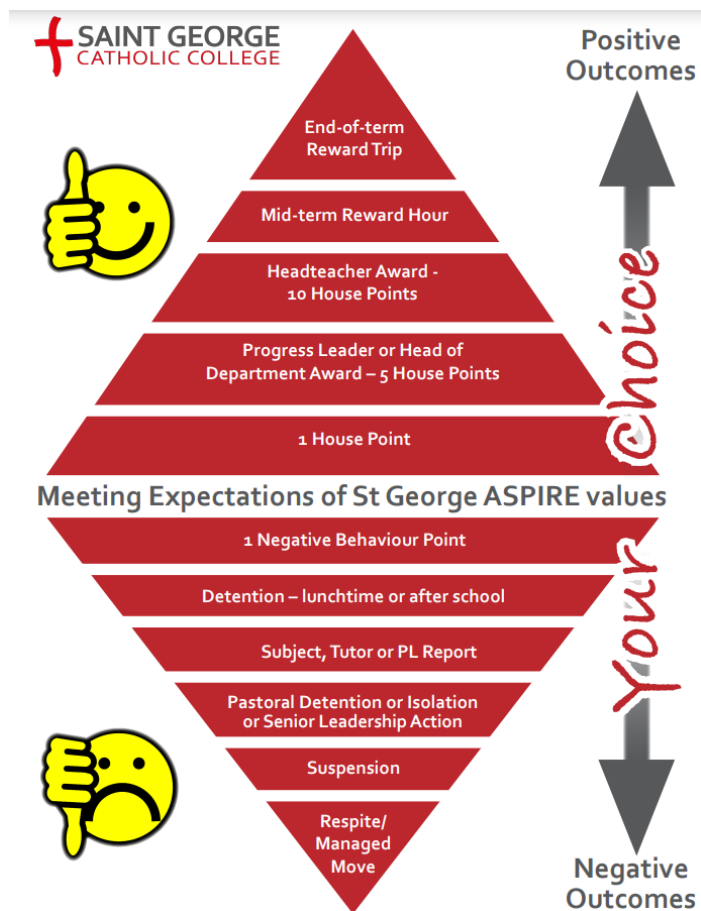 SAINT GEORGE
CATHOLIC COLLEGE
Positive
Outcomes
End-of-term
Reward Trip
Mid-term Reward Hour
Headteacher Award -
10 House Points
Progress Leader or Head of
Department Award – 5 House Points
1 House Point
Meeting Expectations of St George ASPIRE values
1 Negative Behaviour Point
Detention – lunchtime or after school
Subject, Tutor or PL Report
Pastoral Detention or Isolation
or Senior Leadership Action
Suspension
Respite/
Managed
Move
Your Choice
Negative
Outcomes